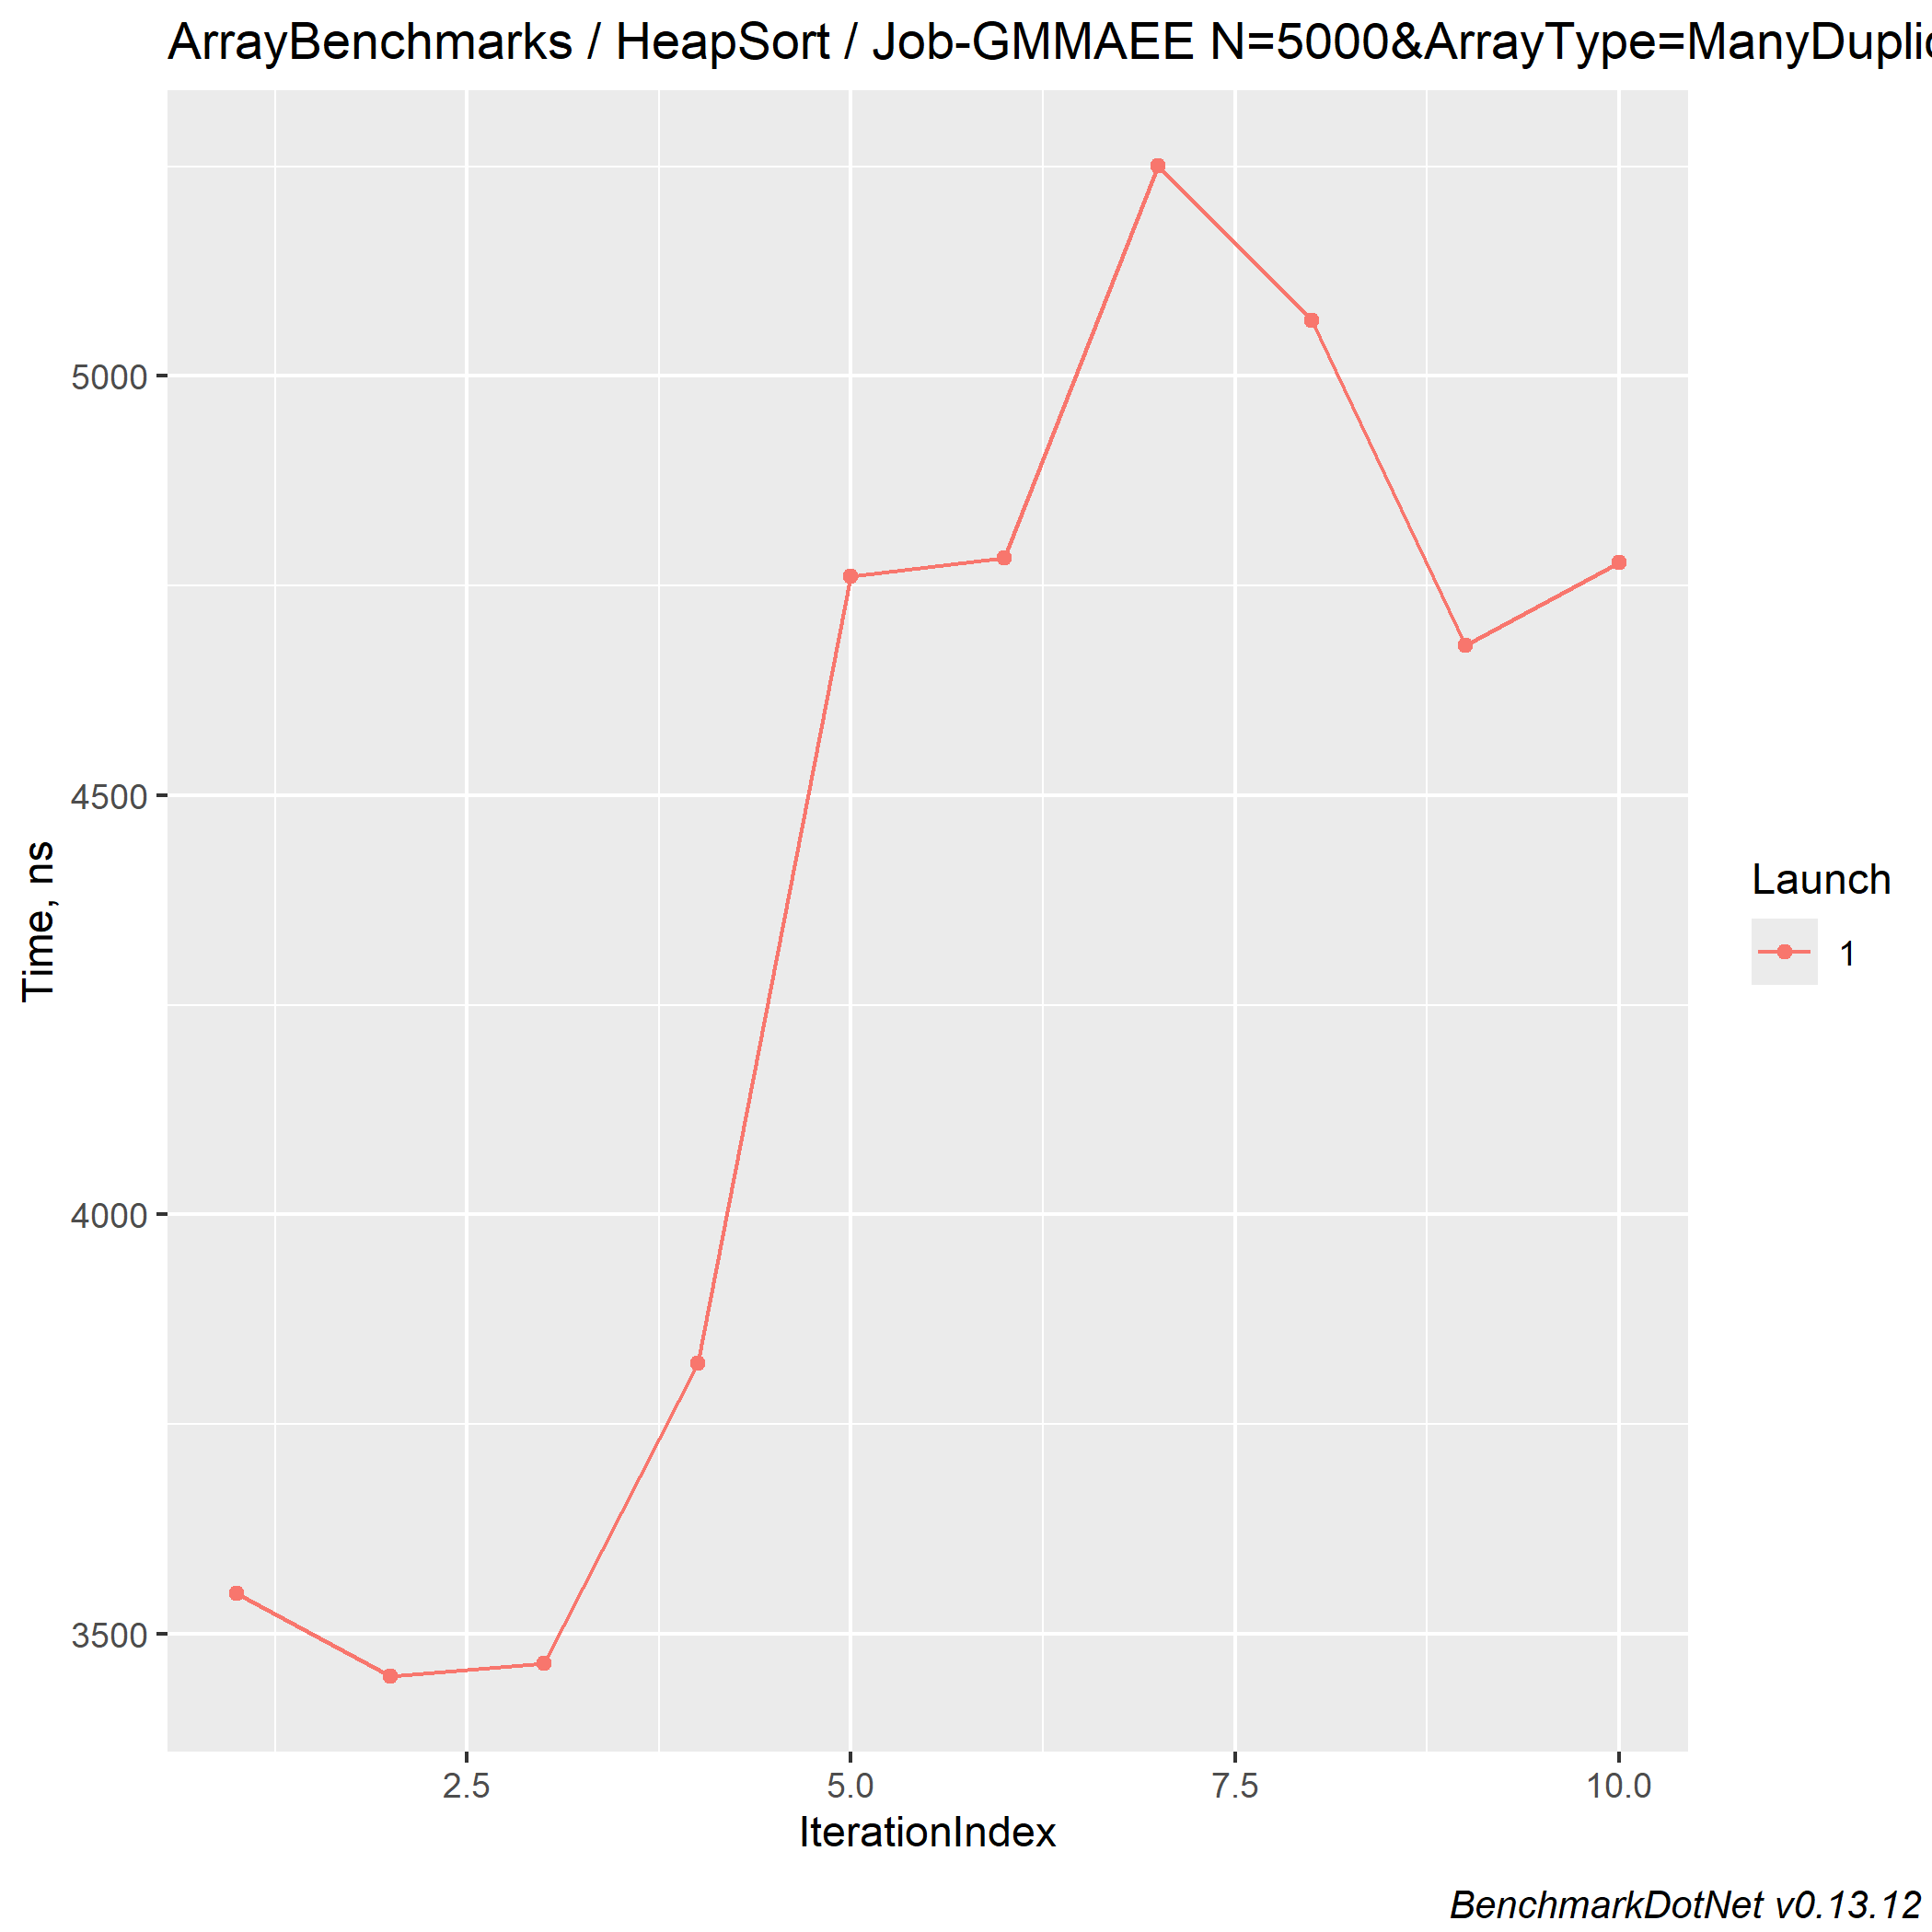 ArrayBenchmarks / HeapSort / Job-GMMAEE N=5000&ArrayType=ManyDuplic
Time, ns
5000
4500
4000
3500
2.5 5.0 7.5 10.0
IterationIndex
Launch
1
BenchmarkDotNet v0.13.12